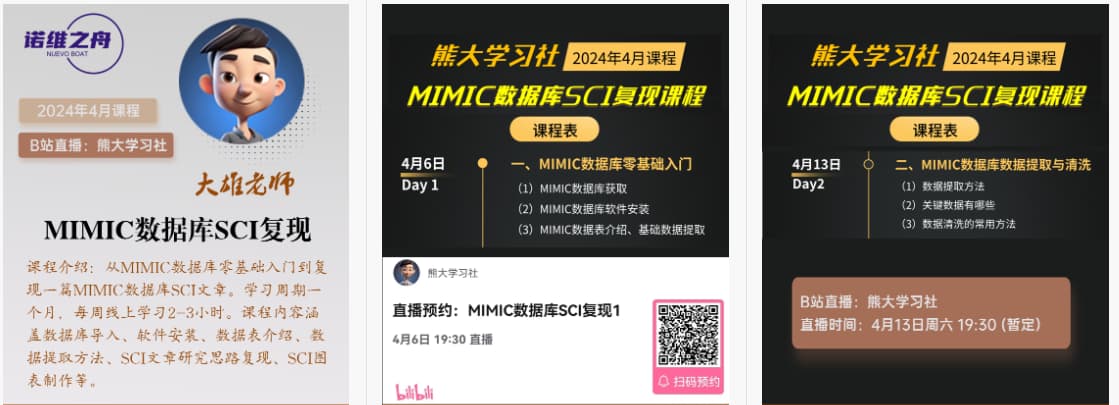 诺维之舟
NUEVO BOAT
2024年4月课程
B站直播：熊大学习社
大雄老师
MIMIC数据库SCI复现
课程介绍：从MIMIC数据库零基础入门到复
现一篇MIMIC数据库SCI文章。学习周期一
个月，每周线上学习2-3小时。课程内容涵
盖数据库导入、软件安装、数据表介绍、数
据提取方法、SCI文章研究思路复现、SCI图
表制作等。
熊大学习社 2024年4月课程
MIMIC数据库SCI复现课程
课程表
4月6日
Day 1
一、MIMIC数据库零基础入门
（1）MIMIC数据库获取
（2）MIMIC数据库软件安装
（3）MIMIC数据表介绍、基础数据提取
熊大学习社
直播预约：MIMIC数据库SCI复现1
4月6日 19:30 直播
扫码预约
bilibili
熊大学习社 2024年4月课程
MIMIC数据库SCI复现课程
课程表
4月13日
Day2
二、MIMIC数据库数据提取与清洗
（1）数据提取方法
（2）关键数据有哪些
（3）数据清洗的常用方法
B站直播：熊大学习社
直播时间：4月13日周六 19:30 (暂定)